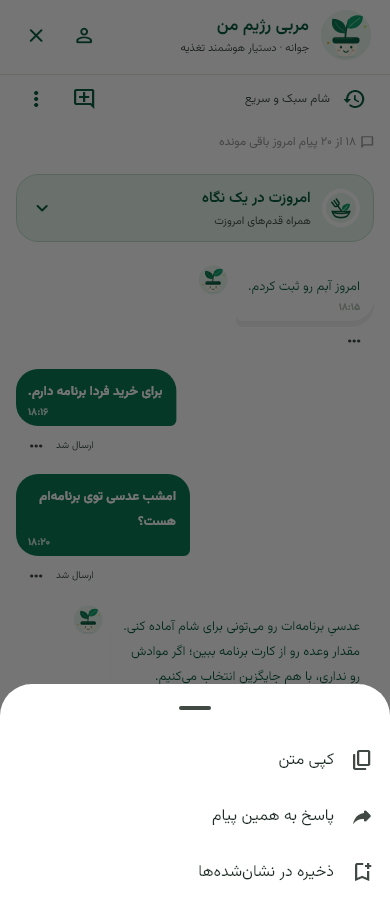 مربی رژیم من
جوانه · دستیار هوشمند تغذیه
شام سبک و سریع
۱۸ از ۲۰ پیام امروز باقی مونده
امروزت در یک نگاه
همراه قدم‌های امروزت
امروز آبم رو ثبت کردم.
۱۸:۱۵
برای خرید فردا برنامه دارم.
۱۸:۱۶
ارسال شد
امشب عدسی توی برنامه‌ام
هست؟
۱۸:۲۰
ارسال شد
عدسیِ برنامه‌ات رو می‌تونی برای شام آماده کنی.
مقدار وعده رو از کارت برنامه ببین؛ اگر موادش
رو نداری، با هم جایگزین انتخاب می‌کنیم.
کپی متن
پاسخ به همین پیام
ذخیره در نشان‌شده‌ها